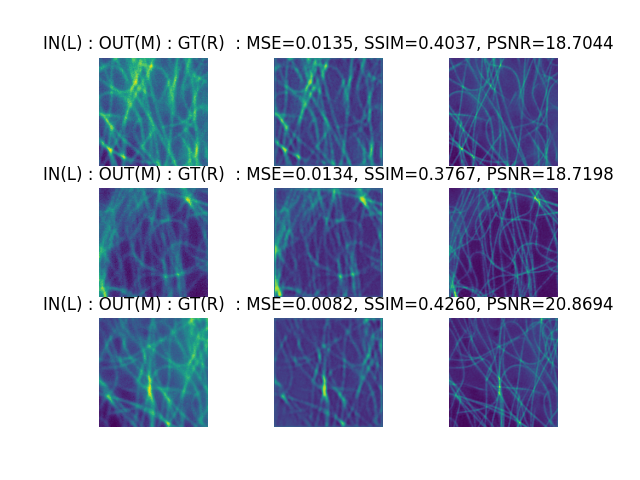 IN(L) : OUT(M) : GT(R)  : MSE=0.0135, SSIM=0.4037, PSNR=18.7044
IN(L) : OUT(M) : GT(R)  : MSE=0.0134, SSIM=0.3767, PSNR=18.7198
IN(L) : OUT(M) : GT(R)  : MSE=0.0082, SSIM=0.4260, PSNR=20.8694